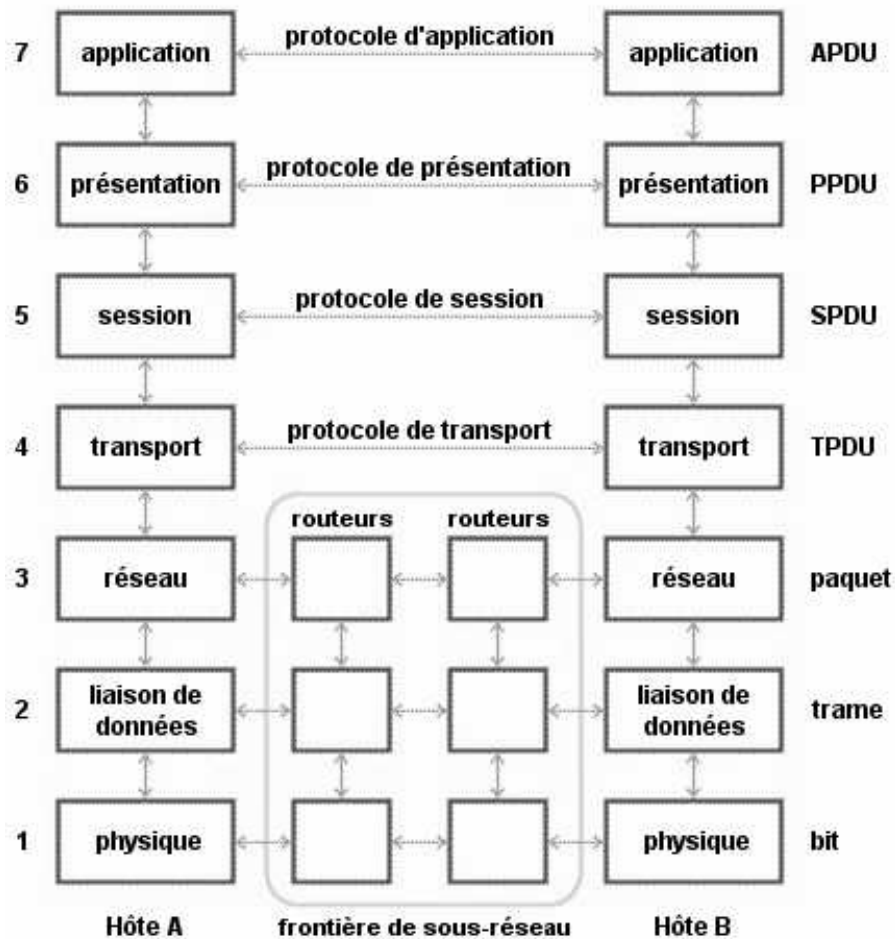 7 application protocole d'application application APDU
6 présentation protocole de présentation présentation PPDU
5 session protocole de session session SPDU
4 transport protocole de transport transport TPDU
routeurs routeurs
3 réseau réseau paquet
2 liaison de données liaison de données trame
1 physique physique bit
Hôte A frontière de sous-réseau Hôte B